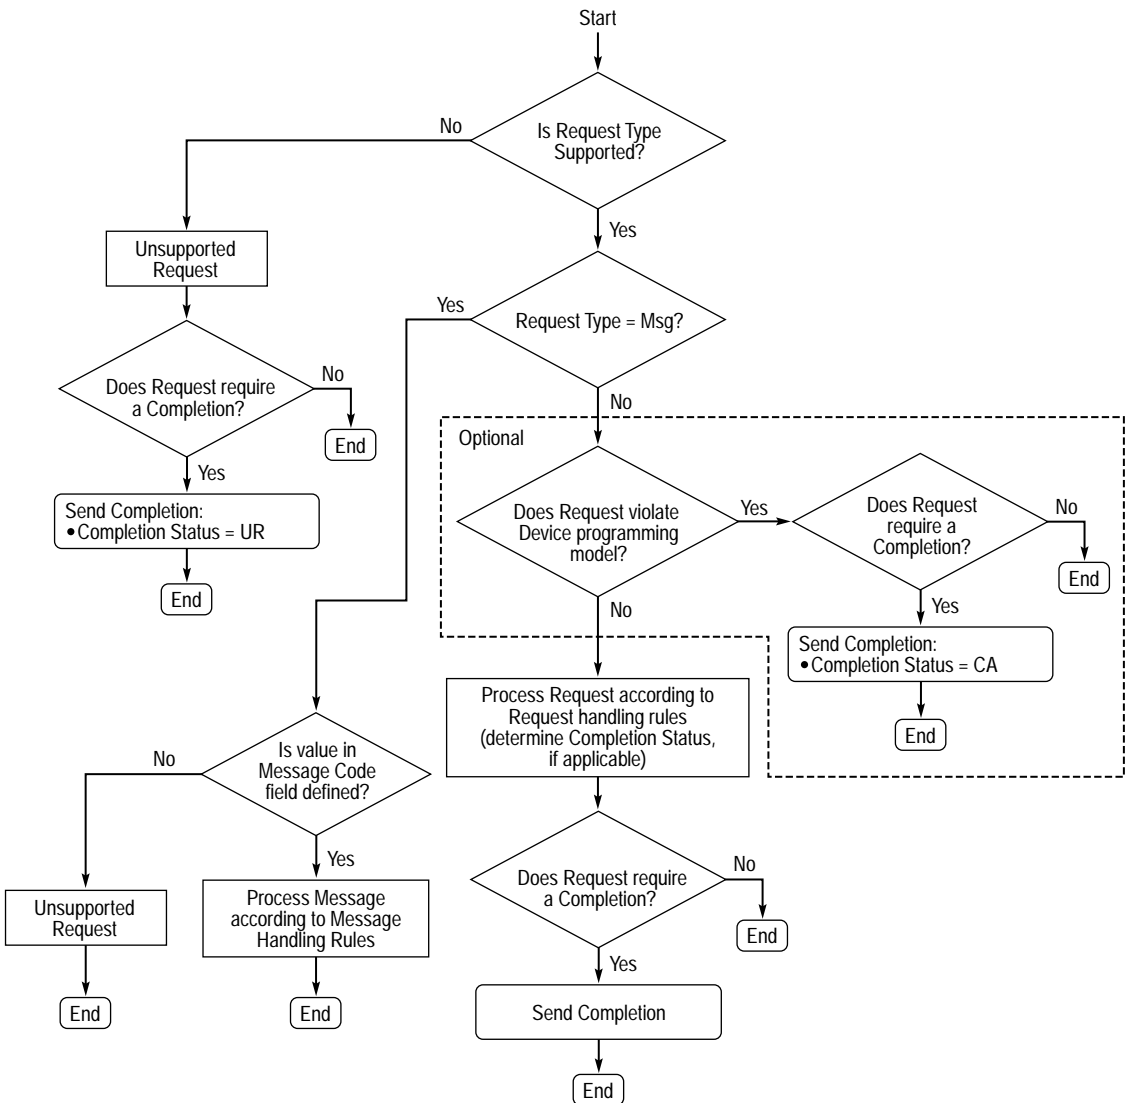 Start
Is Request Type
Supported?
No
Yes
Unsupported
Request
Request Type = Msg?
Yes
No
Does Request require
a Completion?
No
End
Yes
Send Completion:
• Completion Status = UR
End
Optional
Does Request violate
Device programming
model?
Yes
No
Does Request
require a
Completion?
No
End
Yes
Send Completion:
• Completion Status = CA
End
Process Request according to
Request handling rules
(determine Completion Status,
if applicable)
Is value in
Message Code
field defined?
No
Yes
Unsupported
Request
End
Process Message
according to Message
Handling Rules
End
Does Request require
a Completion?
No
End
Yes
Send Completion
End